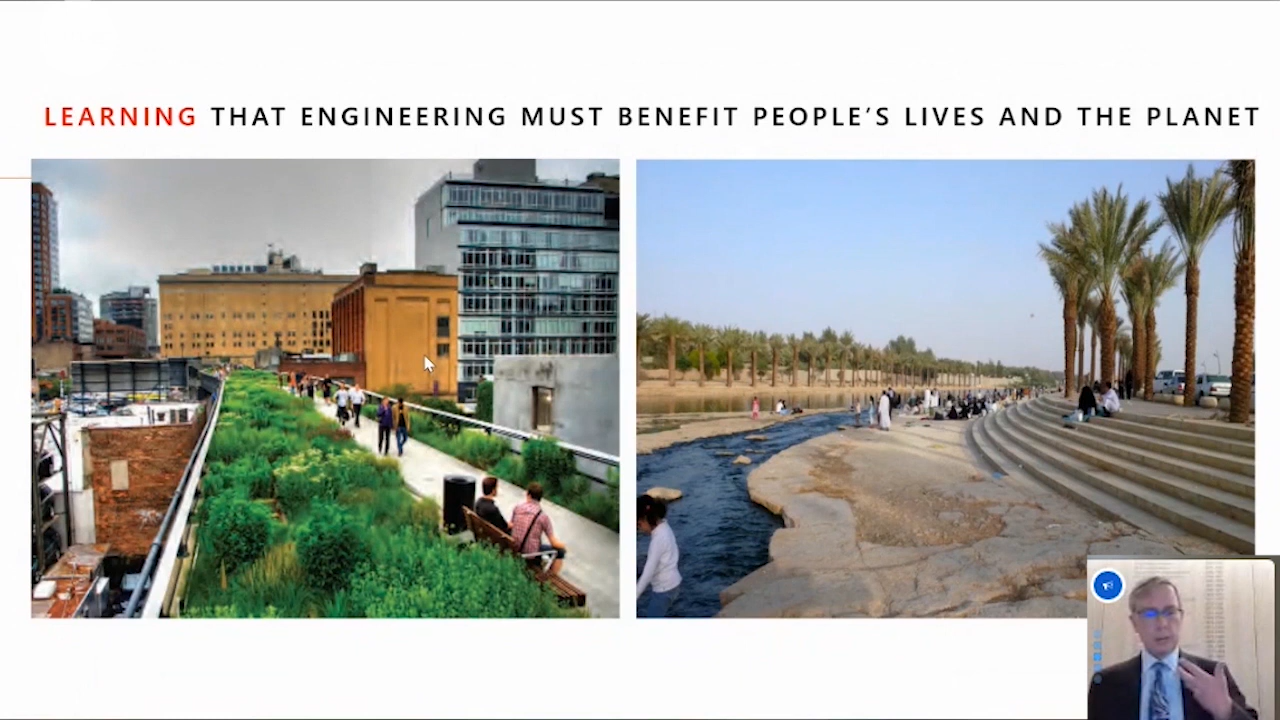 LEARNING THAT ENGINEERING MUST BENEFIT PEOPLE'S LIVES AND THE PLANET